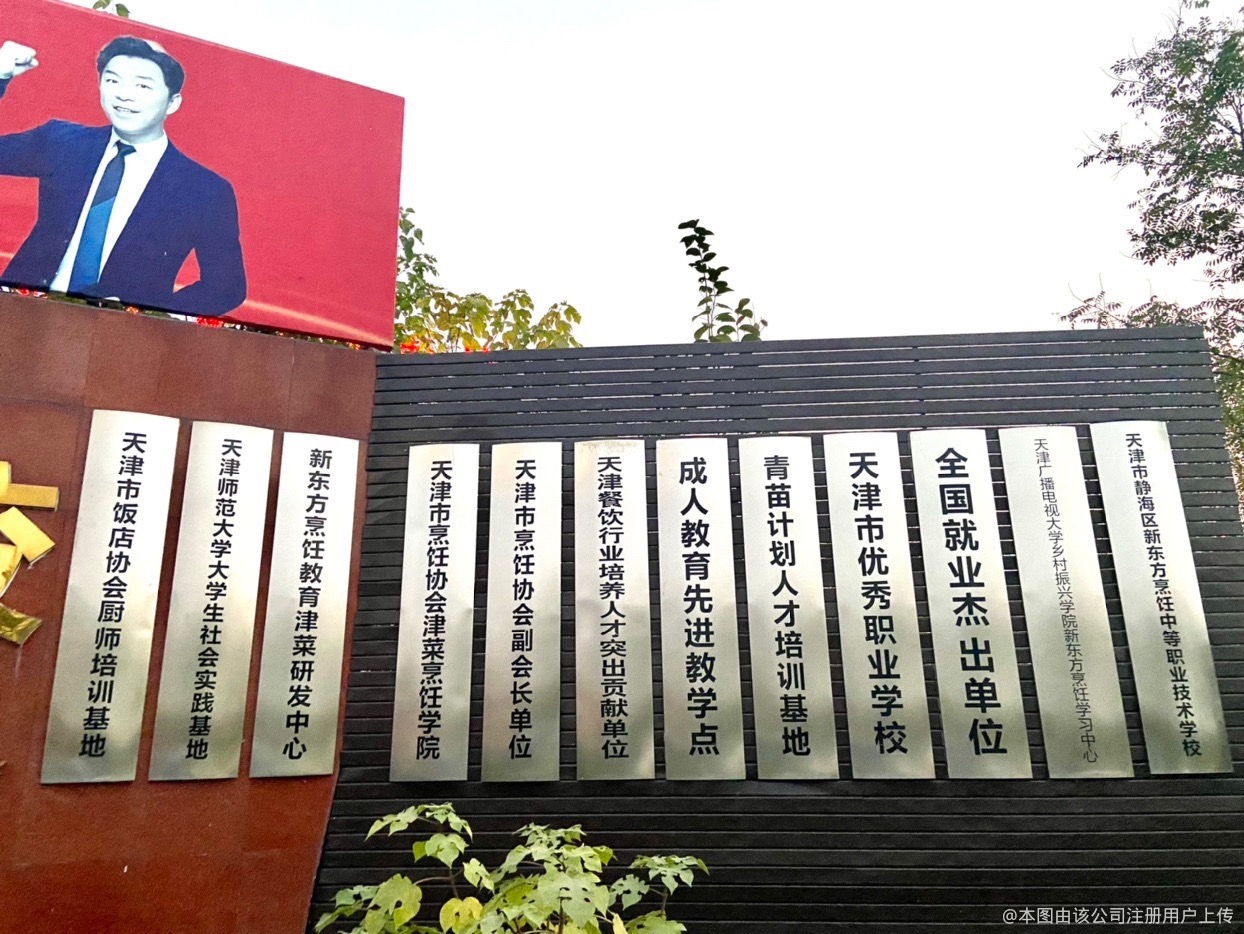 天津市饭店协会厨师培训基地
天津师范大学大学生社会实践基地
新东方烹饪教育津菜研发中心
天津市烹饪协会津菜烹饪学院
天津市烹饪协会副会长单位
天津餐饮行业培养人才突出贡献单位
成人教育先进教学点
青苗计划人才培训基地
天津市优秀职业学校
全国就业杰出单位
天津广播电视大学乡村振兴学院新东方烹饪学习中心
天津市静海区新东方烹饪中等职业技术学校
@本图由该公司注册用户上传